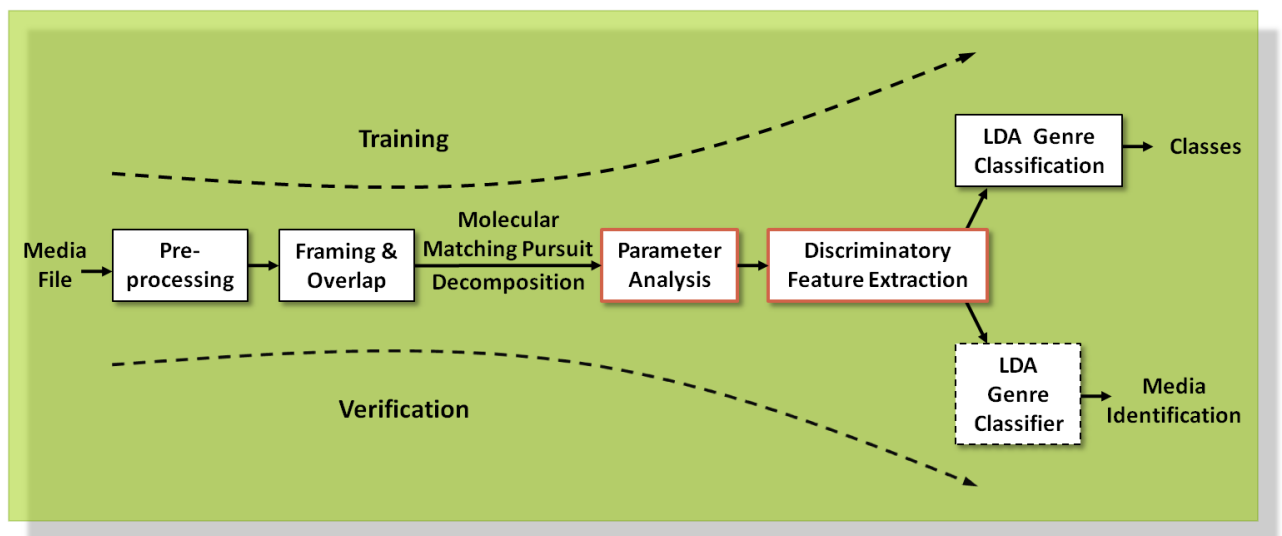 Training
LDA Genre
Classification
Classes
Media
File
Pre-
processing
Framing &
Overlap
Molecular
Matching Pursuit
Decomposition
Parameter
Analysis
Discriminatory
Feature Extraction
LDA
Genre
Classifier
Media
Identification
Verification